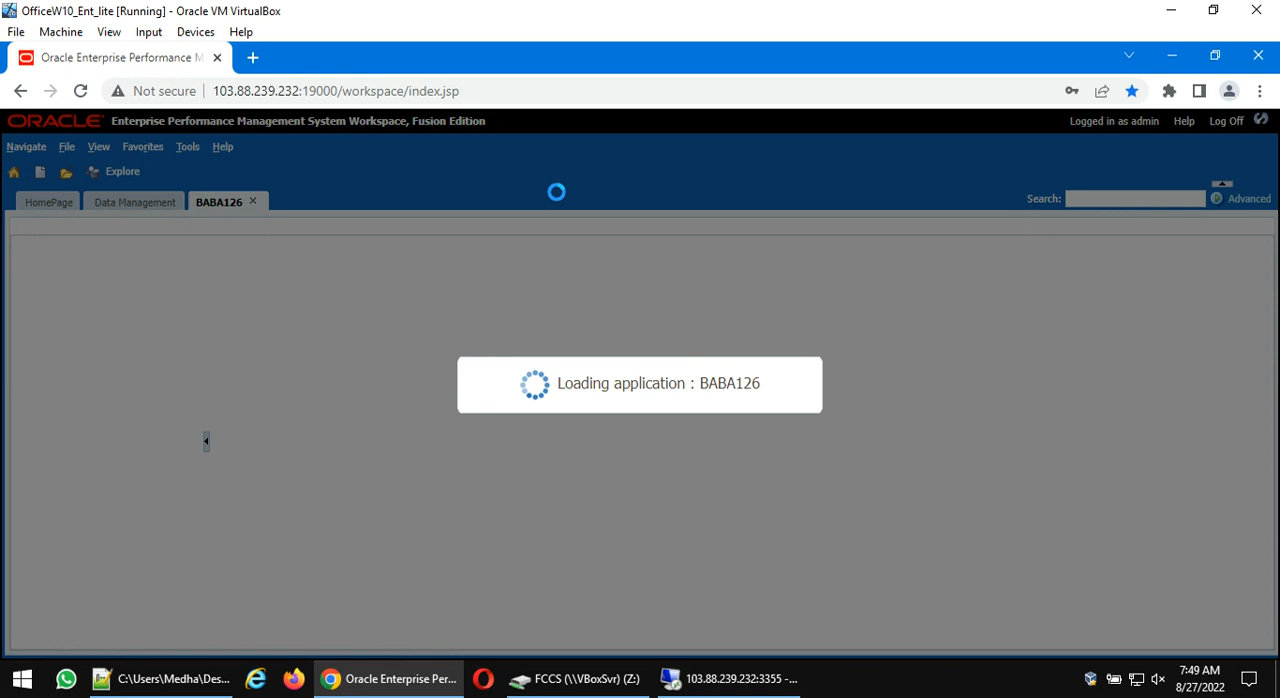 OfficeW10_Ent_lite [Running] - Oracle VM VirtualBox
File Machine View Input Devices Help
Oracle Enterprise Performance M
Not secure 103.88.239.232:19000/workspace/index.jsp
ORACLE Enterprise Performance Management System Workspace, Fusion Edition Logged in as admin Help Log Off
Navigate File View Favorites Tools Help
Explore
HomePage Data Management BABA126 Search: Advanced
Loading application : BABA126
C:\Users\Medha\Des... Oracle Enterprise Per... FCCS (\\VBoxSvr) (Z:) 103.88.239.232:3355 -... 7:49 AM
8/27/2022